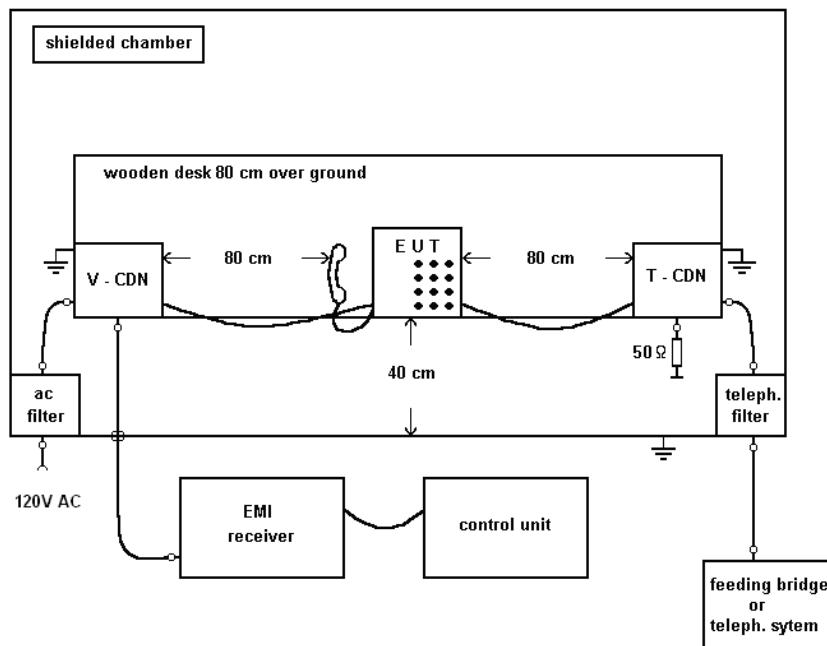 shielded chamber
wooden desk 80 cm over ground
V - CDN
80 cm
E U T
80 cm
T - CDN
50 Ω
40 cm
ac
filter
teleph.
filter
120V AC
EMI
receiver
control unit
feeding bridge
or
teleph. sytem